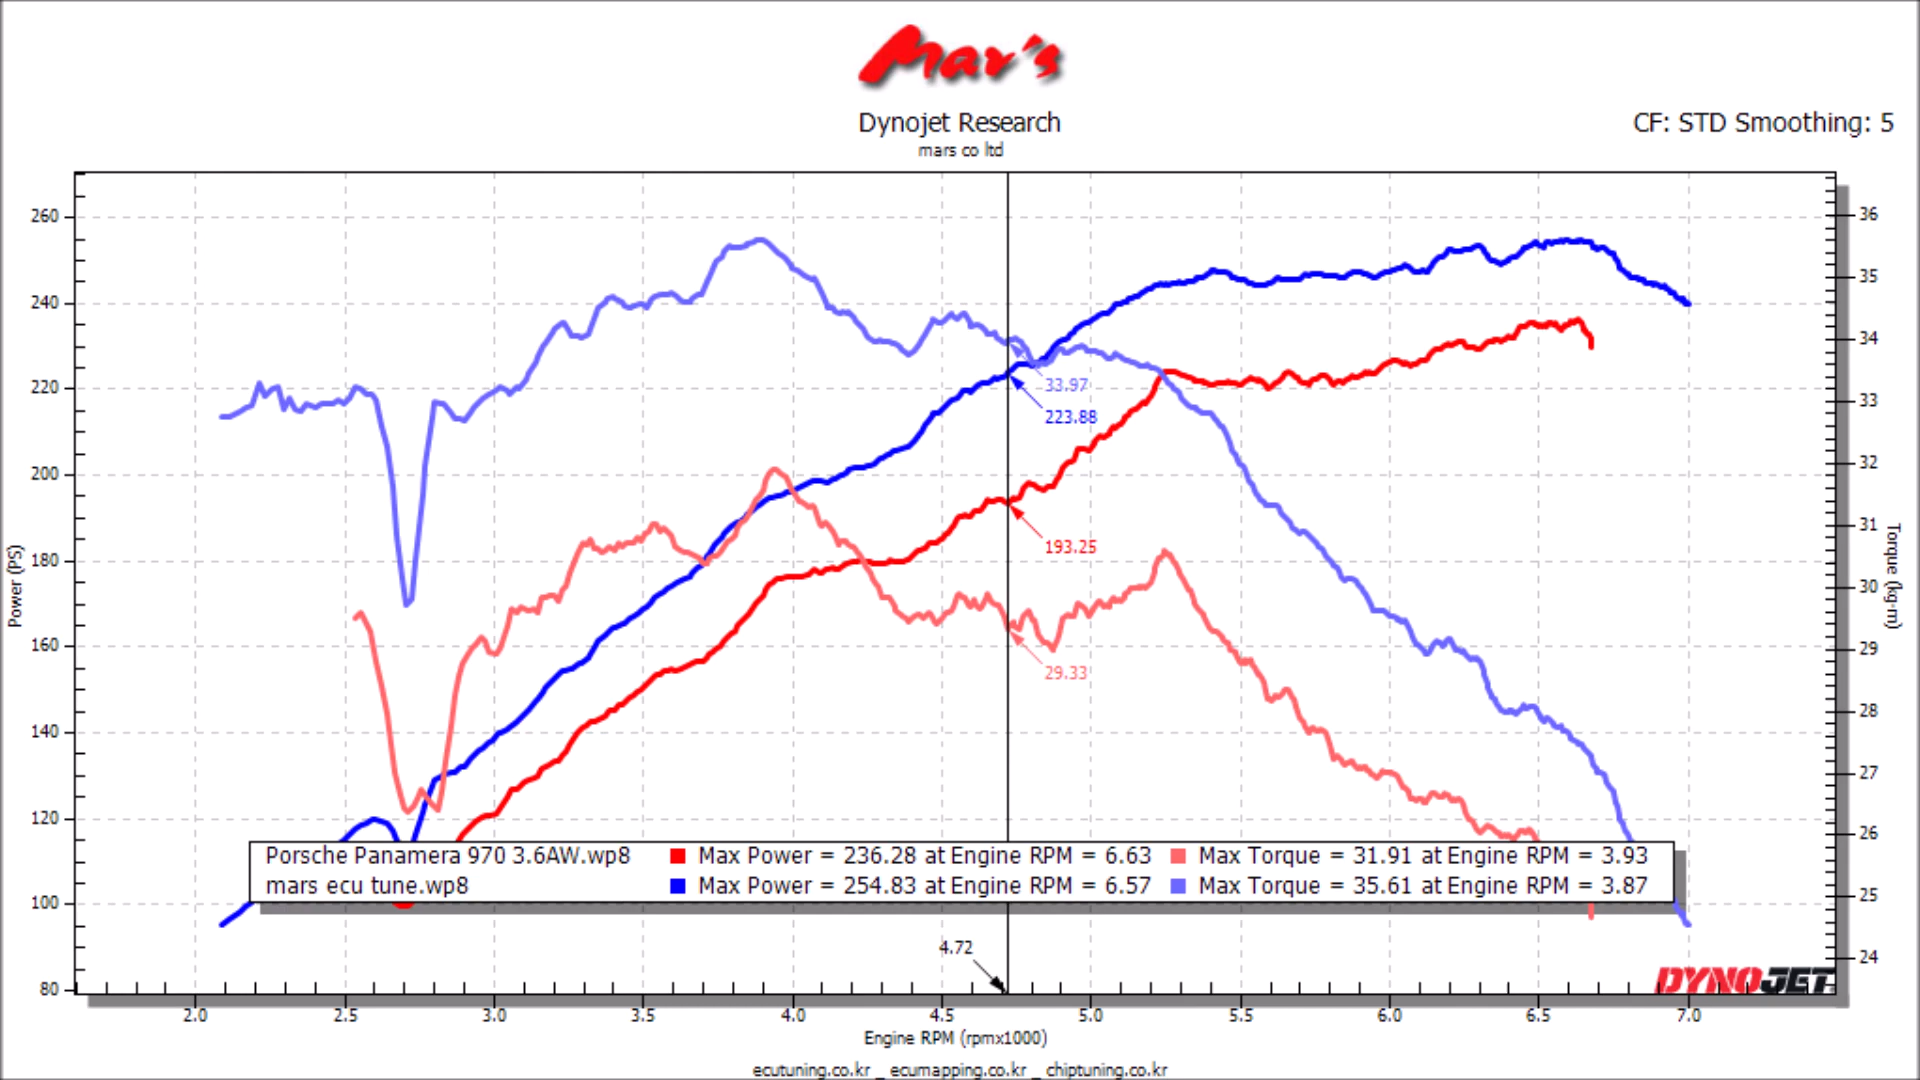 Mar's
Dynojet Research
mars co ltd
CF: STD Smoothing: 5
260
240
220
200
180
160
140
120
100
80
Power (PS)
36
35
34
33
32
31
30
29
28
27
26
25
24
Torque (kg-m)
33.97
223.88
193.25
29.33
Porsche Panamera 970 3.6AW.wp8 Max Power = 236.28 at Engine RPM = 6.63 Max Torque = 31.91 at Engine RPM = 3.93
mars ecu tune.wp8 Max Power = 254.83 at Engine RPM = 6.57 Max Torque = 35.61 at Engine RPM = 3.87
4.72
DYNOJET
2.0 2.5 3.0 3.5 4.0 4.5 5.0 5.5 6.0 6.5 7.0
Engine RPM (rpmx1000)
ecutuning.co.kr _ ecumapping.co.kr _ chiptuning.co.kr